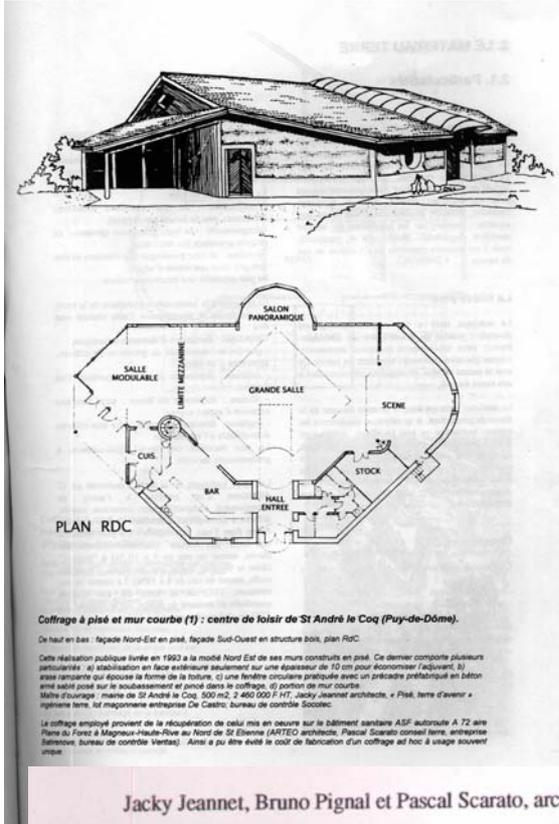 SALON
PANORAMIQUE
SALLE
MODULABLE
LIMITE MEZZANINE
GRANDE SALLE
SCENE
CUIS.
STOCK
BAR
HALL
ENTREE
PLAN RDC
Coffrage à pisé et mur courbe (1) : centre de loisir de St André le Coq (Puy-de-Dôme).
De haut en bas : façade Nord-Est en pisé, façade Sud-Ouest en structure bois, plan RdC.
Cette réalisation publique livrée en 1993 a la moitié Nord Est de ses murs construits en pisé. Ce dernier comporte plusieurs
particularités : a) stabilisation en face extérieure seulement sur une épaisseur de 10 cm pour économiser l'adjuvant, b)
arase rampante qui épouse la forme de la toiture, c) une fenêtre circulaire pratiquée avec un précadre préfabriqué en béton
armé sablé posé sur le soubassement et pincé dans le coffrage, d) portion de mur courbe.
Maître d'ouvrage : mairie de St André le Coq, 500 m2, 2 460 000 F HT, Jacky Jeannet architecte, « Pisé, terre d'avenir »
ingénierie terre, lot maçonnerie entreprise De Castro; bureau de contrôle Socotec.
Le coffrage employé provient de la récupération de celui mis en oeuvre sur le bâtiment sanitaire ASF autoroute A 72 aire
Plaine du Forez à Magneux-Haute-Rive au Nord de St Etienne (ARTEO architecte, Pascal Scarato conseil terre, entreprise
bureau de contrôle Veritas). Ainsi a pu être évité le coût de fabrication d'un coffrage ad hoc à usage souvent
unique.
Jacky Jeannet, Bruno Pignal et Pascal Scarato, arc